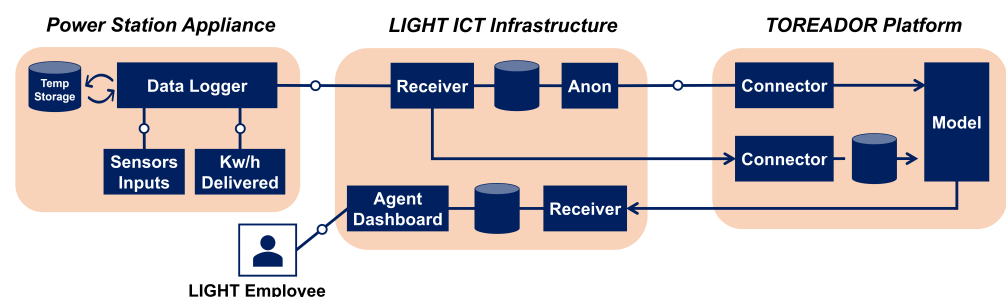 Power Station Appliance
LIGHT ICT Infrastructure
TOREADOR Platform
Temp
Storage
Data Logger
Receiver
Anon
Connector
Model
Sensors
Inputs
Kw/h
Delivered
Connector
Agent
Dashboard
Receiver
LIGHT Employee